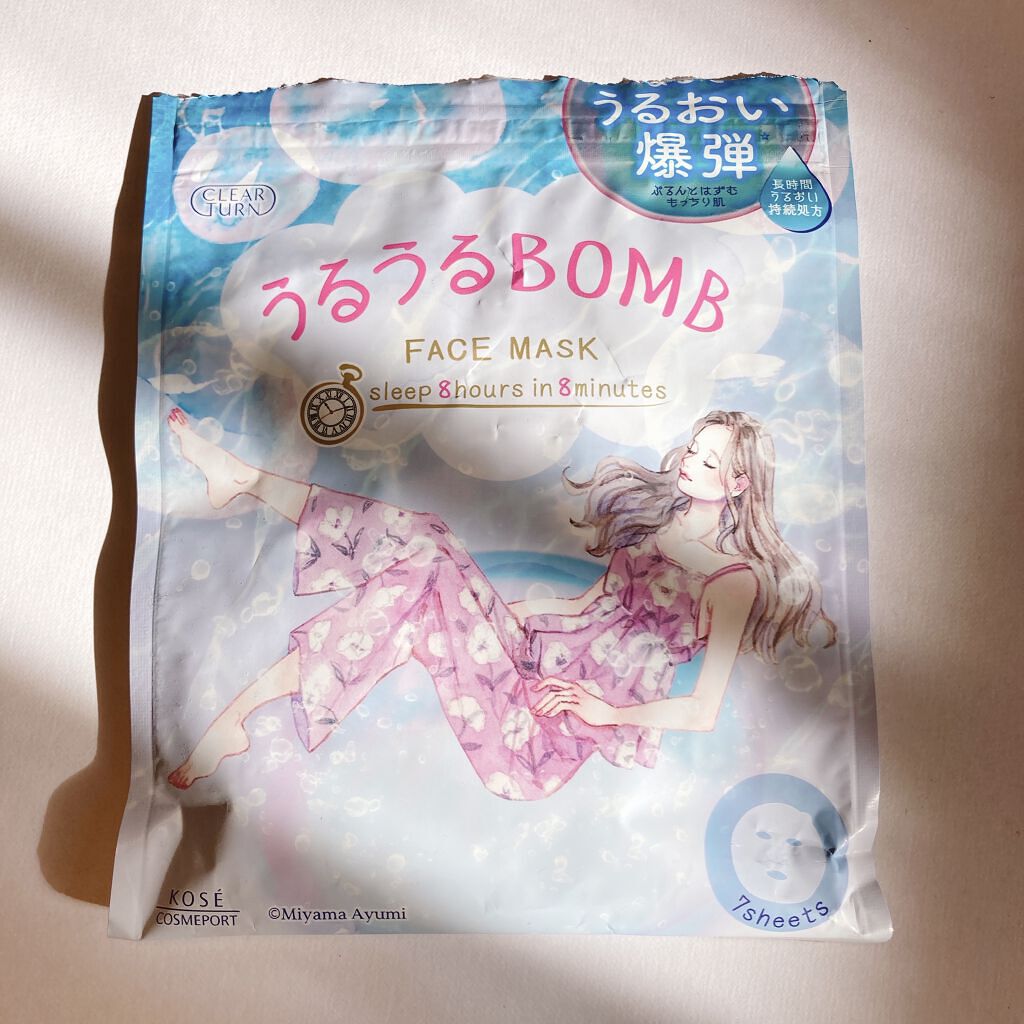 うるおい
爆弾
ぷるんとはずむ
もっちり肌
長時間
うるおい
持続処方
CLEAR
TURN
うるうるBOMB
FACE MASK
sleep 8hours in 8minutes
7sheets
KOSÉ
COSMEPORT
©Miyama Ayumi